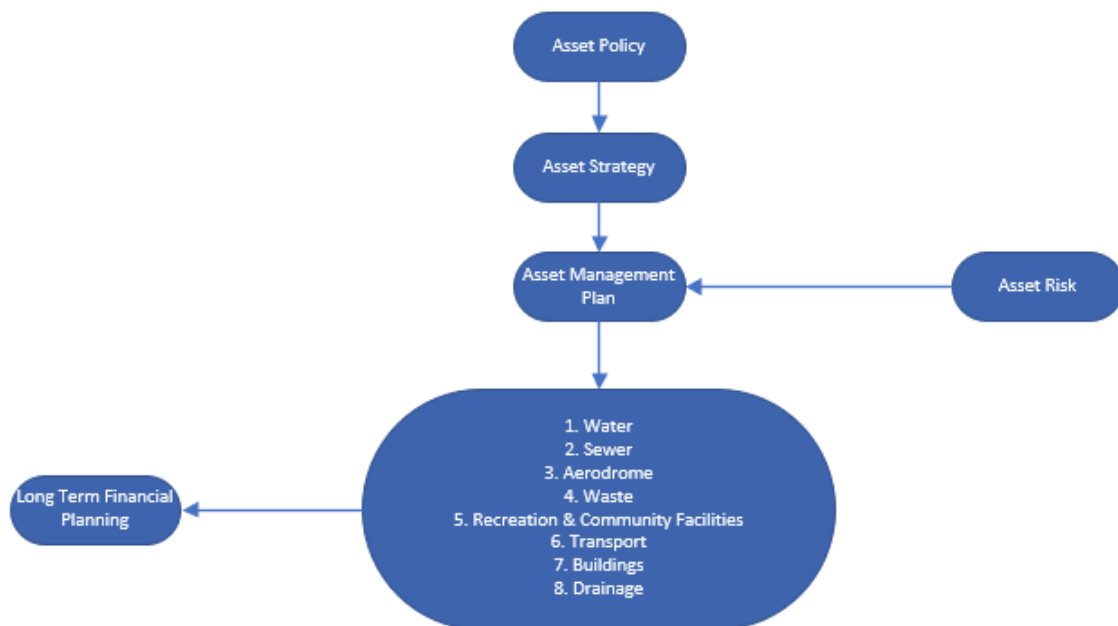 Asset Policy
Asset Strategy
Asset Management
Plan
Asset Risk
1. Water
2. Sewer
3. Aerodrome
4. Waste
5. Recreation & Community Facilities
6. Transport
7. Buildings
8. Drainage
Long Term Financial
Planning